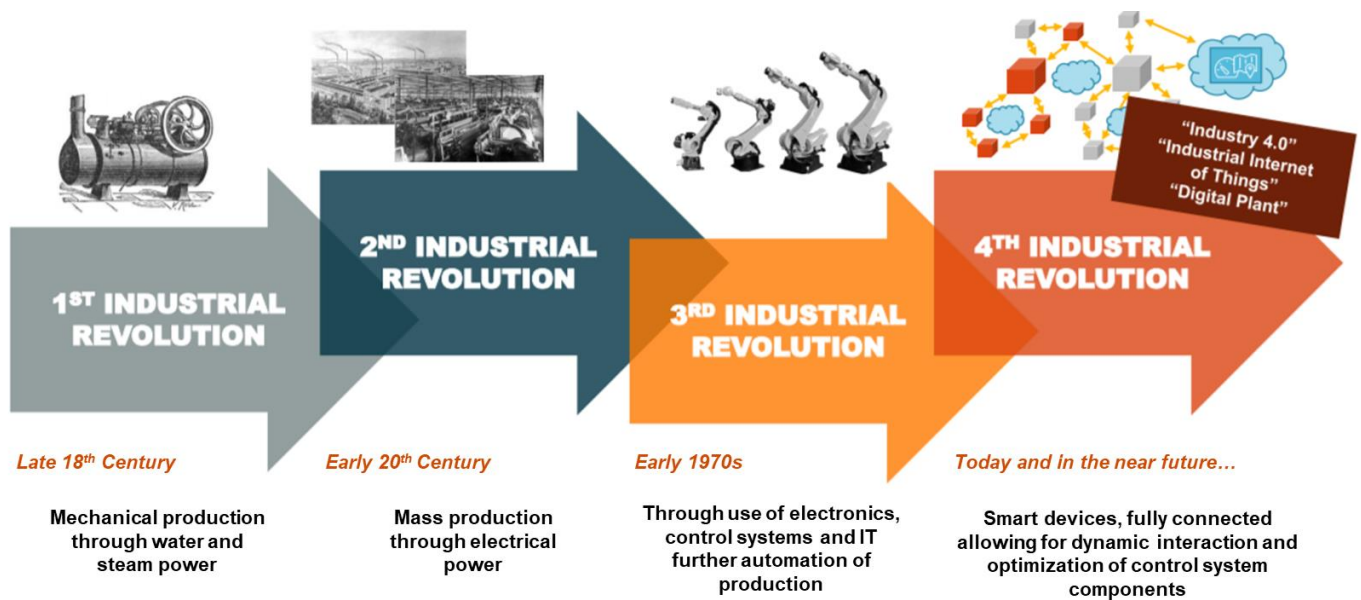 1ST INDUSTRIAL
REVOLUTION
2ND INDUSTRIAL
REVOLUTION
3RD INDUSTRIAL
REVOLUTION
4TH INDUSTRIAL
REVOLUTION
“Industry 4.0”
“Industrial Internet
of Things”
“Digital Plant”
Late 18th Century
Mechanical production
through water and
steam power
Early 20th Century
Mass production
through electrical
power
Early 1970s
Through use of electronics,
control systems and IT
further automation of
production
Today and in the near future…
Smart devices, fully connected
allowing for dynamic interaction and
optimization of control system
components